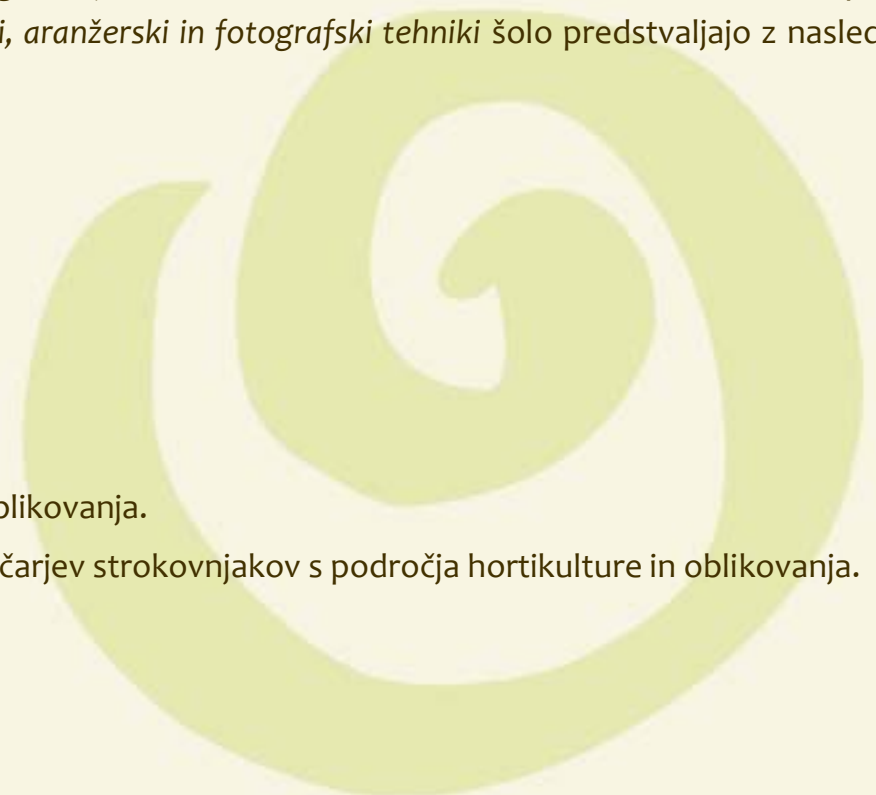 i, aranžerski in fotografski tehniki šolo predstvaljajo z nasled
blikovanja.
čarjev strokovnjakov s področja hortikulture in oblikovanja.